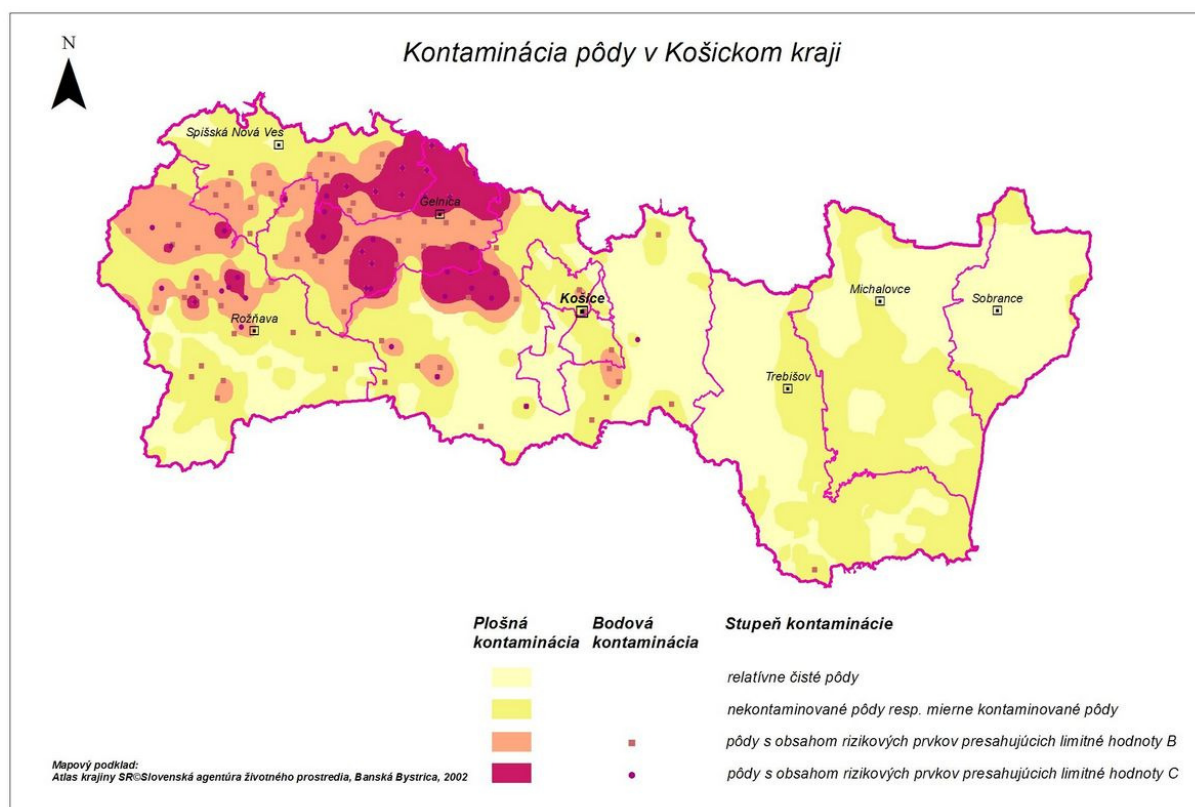 Kontaminácia pôdy v Košickom kraji
N
Spišská Nová Ves
Gelnica
Košice
Rožňava
Michalovce
Sobrance
Trebišov
Plošná kontaminácia
Bodová kontaminácia
Stupeň kontaminácie
relatívne čisté pôdy
nekontaminované pôdy resp. mierne kontaminované pôdy
pôdy s obsahom rizikových prvkov presahujúcich limitné hodnoty B
pôdy s obsahom rizikových prvkov presahujúcich limitné hodnoty C
Mapový podklad:
Atlas krajiny SR©Slovenská agentúra životného prostredia, Banská Bystrica, 2002